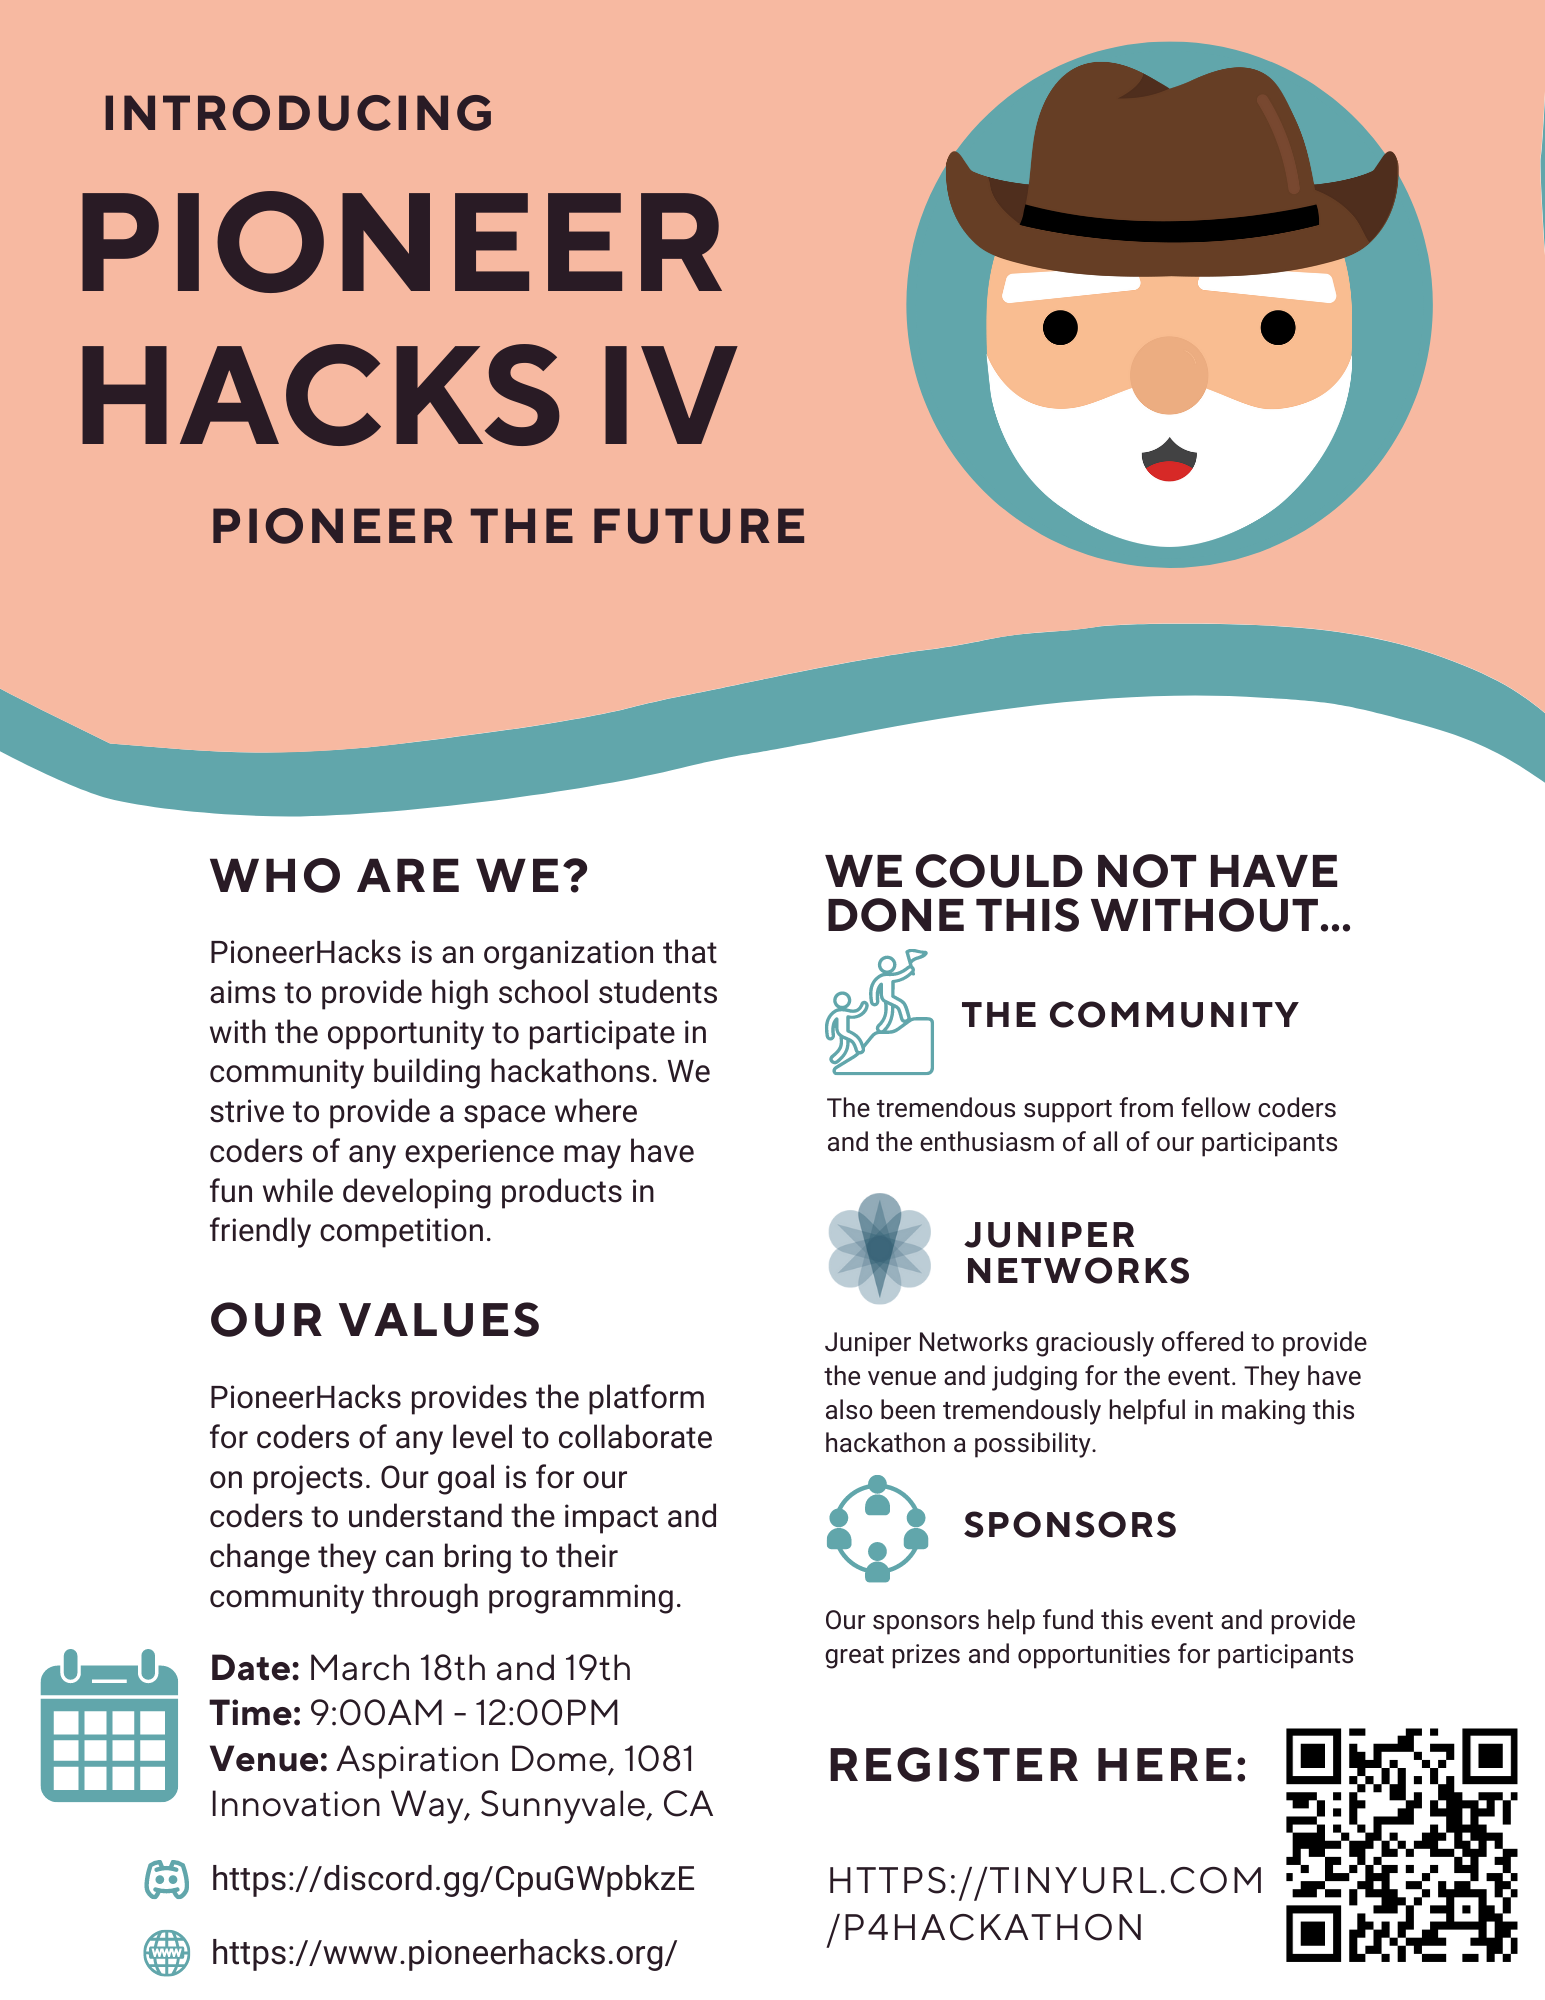 INTRODUCING
PIONEER
HACKS IV
PIONEER THE FUTURE
WHO ARE WE?
PioneerHacks is an organization that
aims to provide high school students
with the opportunity to participate in
community building hackathons. We
strive to provide a space where
coders of any experience may have
fun while developing products in
friendly competition.
OUR VALUES
PioneerHacks provides the platform
for coders of any level to collaborate
on projects. Our goal is for our
coders to understand the impact and
change they can bring to their
community through programming.
Date: March 18th and 19th
Time: 9:00AM - 12:00PM
Venue: Aspiration Dome, 1081
Innovation Way, Sunnyvale, CA
https://discord.gg/CpuGWpbkzE
WWW
https://www.pioneerhacks.org/
WE COULD NOT HAVE
DONE THIS WITHOUT...
THE COMMUNITY
The tremendous support from fellow coders
and the enthusiasm of all of our participants
JUNIPER
NETWORKS
Juniper Networks graciously offered to provide
the venue and judging for the event. They have
also been tremendously helpful in making this
hackathon a possibility.
SPONSORS
Our sponsors help fund this event and provide
great prizes and opportunities for participants
REGISTER HERE:
HTTPS://TINYURL.COM
/P4HACKATHON